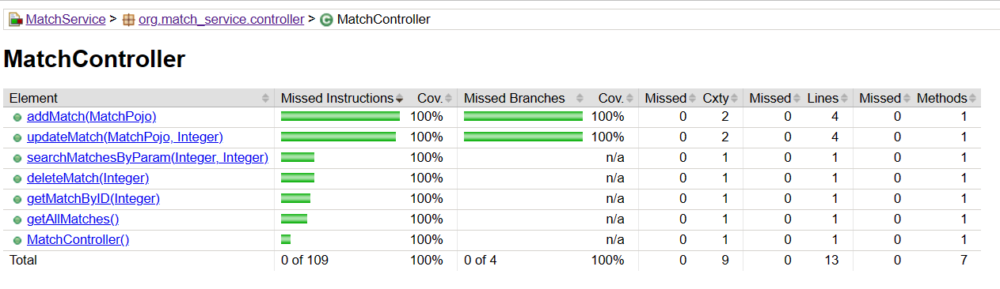 MatchService > org.match_service.controller > MatchController
MatchController
Element Missed Instructions Cov. Missed Branches Cov. Missed Cxty Missed Lines Missed Methods
addMatch(MatchPojo) 100% 100% 0 2 0 4 0 1
updateMatch(MatchPojo, Integer) 100% 100% 0 2 0 4 0 1
searchMatchesByParam(Integer, Integer) 100% n/a 0 1 0 1 0 1
deleteMatch(Integer) 100% n/a 0 1 0 1 0 1
getMatchByID(Integer) 100% n/a 0 1 0 1 0 1
getAllMatches() 100% n/a 0 1 0 1 0 1
MatchController() 100% n/a 0 1 0 1 0 1
Total 0 of 109 100% 0 of 4 100% 0 9 0 13 0 7